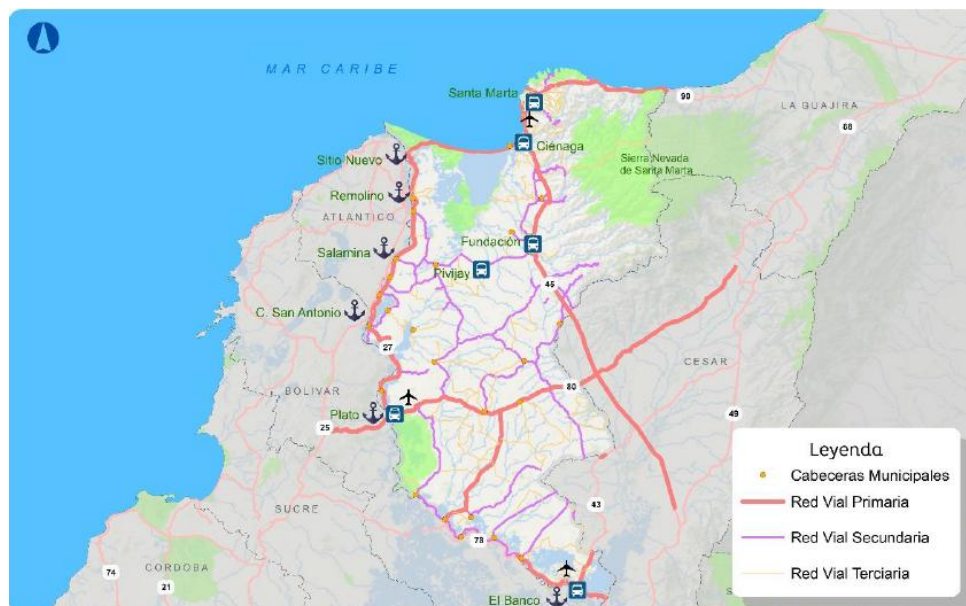 MAR CARIBE
Santa Marta
90
LA GUAJIRA
88
Ciénaga
Sitio Nuevo
Sierra Nevada
de Santa Marta
Remolino
ATLANTICO
Salamina
Fundación
Pivijay
45
C. San Antonio
27
CESAR
BOLIVAR
80
Plato
49
25
Leyenda
Cabeceras Municipales
Red Vial Primaria
Red Vial Secundaria
Red Vial Terciaria
43
SUCRE
78
CORDOBA
74
21
El Banco